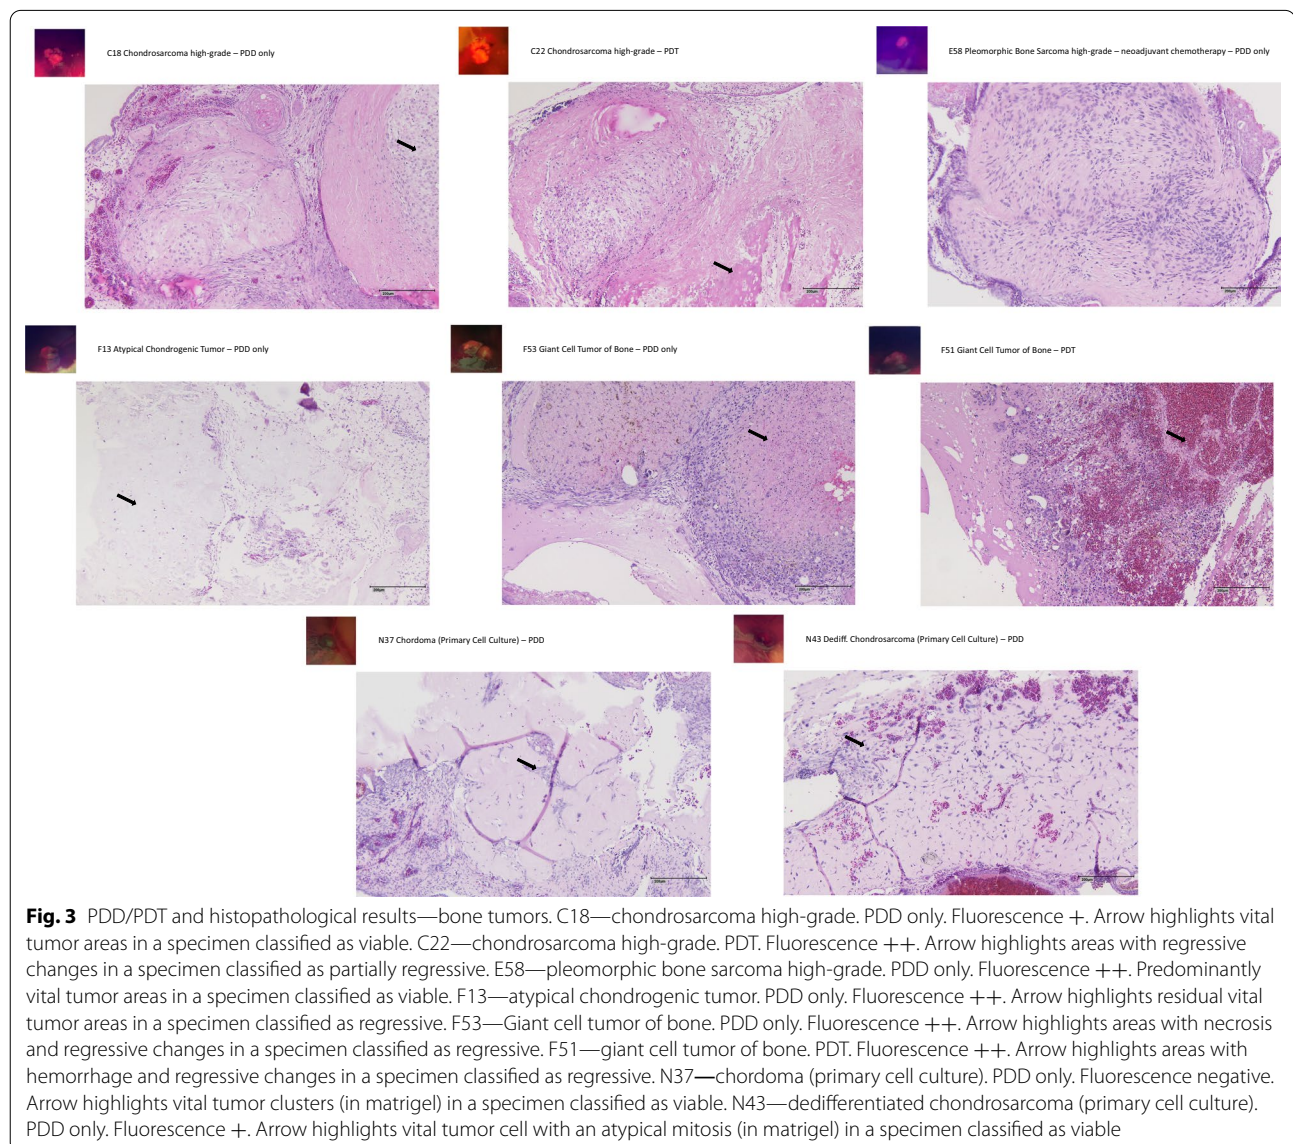 C18 Chondrosarcoma high-grade – PDD only
C22 Chondrosarcoma high-grade – PDT
E58 Pleomorphic Bone Sarcoma high-grade – neoadjuvant chemotherapy – PDD only
200µm
200µm
200µm
F13 Atypical Chondrogenic Tumor – PDD only
F53 Giant Cell Tumor of Bone – PDD only
F51 Giant Cell Tumor of Bone – PDT
200µm
200µm
200µm
N37 Chordoma (Primary Cell Culture) – PDD
N43 Dediff. Chondrosarcoma (Primary Cell Culture) – PDD
200µm
200µm
Fig. 3 PDD/PDT and histopathological results—bone tumors. C18—chondrosarcoma high-grade. PDD only. Fluorescence +. Arrow highlights vital
tumor areas in a specimen classified as viable. C22—chondrosarcoma high-grade. PDT. Fluorescence ++. Arrow highlights areas with regressive
changes in a specimen classified as partially regressive. E58—pleomorphic bone sarcoma high-grade. PDD only. Fluorescence ++. Predominantly
vital tumor areas in a specimen classified as viable. F13—atypical chondrogenic tumor. PDD only. Fluorescence ++. Arrow highlights residual vital
tumor areas in a specimen classified as regressive. F53—Giant cell tumor of bone. PDD only. Fluorescence ++. Arrow highlights areas with necrosis
and regressive changes in a specimen classified as regressive. F51—giant cell tumor of bone. PDT. Fluorescence ++. Arrow highlights areas with
hemorrhage and regressive changes in a specimen classified as regressive. N37—chordoma (primary cell culture). PDD only. Fluorescence negative.
Arrow highlights vital tumor clusters (in matrigel) in a specimen classified as viable. N43—dedifferentiated chondrosarcoma (primary cell culture).
PDD only. Fluorescence +. Arrow highlights vital tumor cell with an atypical mitosis (in matrigel) in a specimen classified as viable